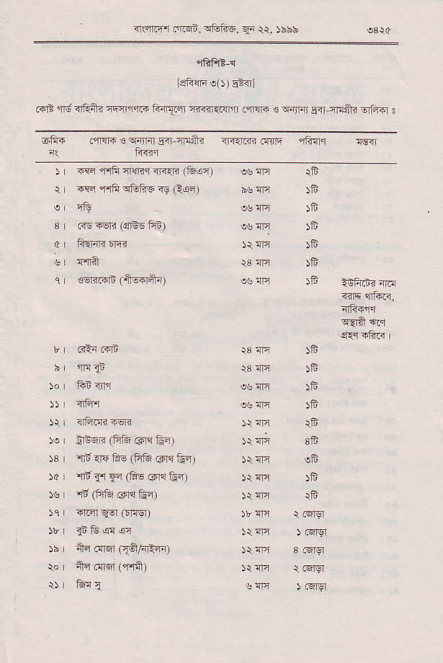 বাংলাদেশ গেজেট, অতিরিক্ত, জুন ২২, ১৯৯৯ ৩৪২৫
পরিশিষ্ট-খ
[প্রবিধান ৩(১) দ্রষ্টব্য]
কোষ্ট গার্ড বাহিনীর সদস্যগণকে বিনামূল্যে সরবরাহযোগ্য পোষাক ও অন্যান্য দ্রব্য-সামগ্রীর তালিকা ঃ
ক্রমিক পোষাক ও অন্যান্য দ্রব্য-সামগ্রীর ব্যবহারের মেয়াদ পরিমাণ মন্তব্য
নং বিবরণ
১। কম্বল পশমি সাধারণ ব্যবহার (জিএস) ৩৬ মাস ২টি
২। কম্বল পশমি অতিরিক্ত বড় (ইএল) ৯৬ মাস ১টি
৩। দড়ি ৩৬ মাস ১টি
৪। বেড কভার (গ্রাউন্ড সিট) ৩৬ মাস ১টি
৫। বিছানার চাদর ১২ মাস ১টি
৬। মশারী ২৪ মাস ১টি
৭। ওভারকোট (শীতকালীন) ৩৬ মাস ১টি ইউনিটের নামে
বরাদ্দ থাকিবে,
নাবিকগণ
অস্থায়ী ঋণে
গ্রহণ করিবে।
৮। রেইন কোট ২৪ মাস ১টি
৯। গাম বুট ২৪ মাস ১টি
১০। কিট ব্যাগ ৩৬ মাস ১টি
১১। বালিশ ৩৬ মাস ১টি
১২। বালিমের কভার ১২ মাস ২টি
১৩। ট্রাউজার (সিজি ক্লোথ ড্রিল) ১২ মাস ৪টি
১৪। শার্ট হাফ স্লিভ (সিজি ক্লোথ ড্রিল) ১২ মাস ৩টি
১৫। শার্ট বুশ ফুল (স্লিভ ক্লোথ ড্রিল) ১২ মাস ১টি
১৬। শর্ট (সিজি ক্লোথ ড্রিল) ১২ মাস ২টি
১৭। কালো জুতা (চামড়া) ১৮ মাস ২ জোড়া
১৮। বুট ডি এম এস ১২ মাস ১ জোড়া
১৯। নীল মোজা (সুতী/নাইলন) ১২ মাস ৪ জোড়া
২০। নীল মোজা (পশমী) ১২ মাস ২ জোড়া
২১। জিম সু ৬ মাস ১ জোড়া